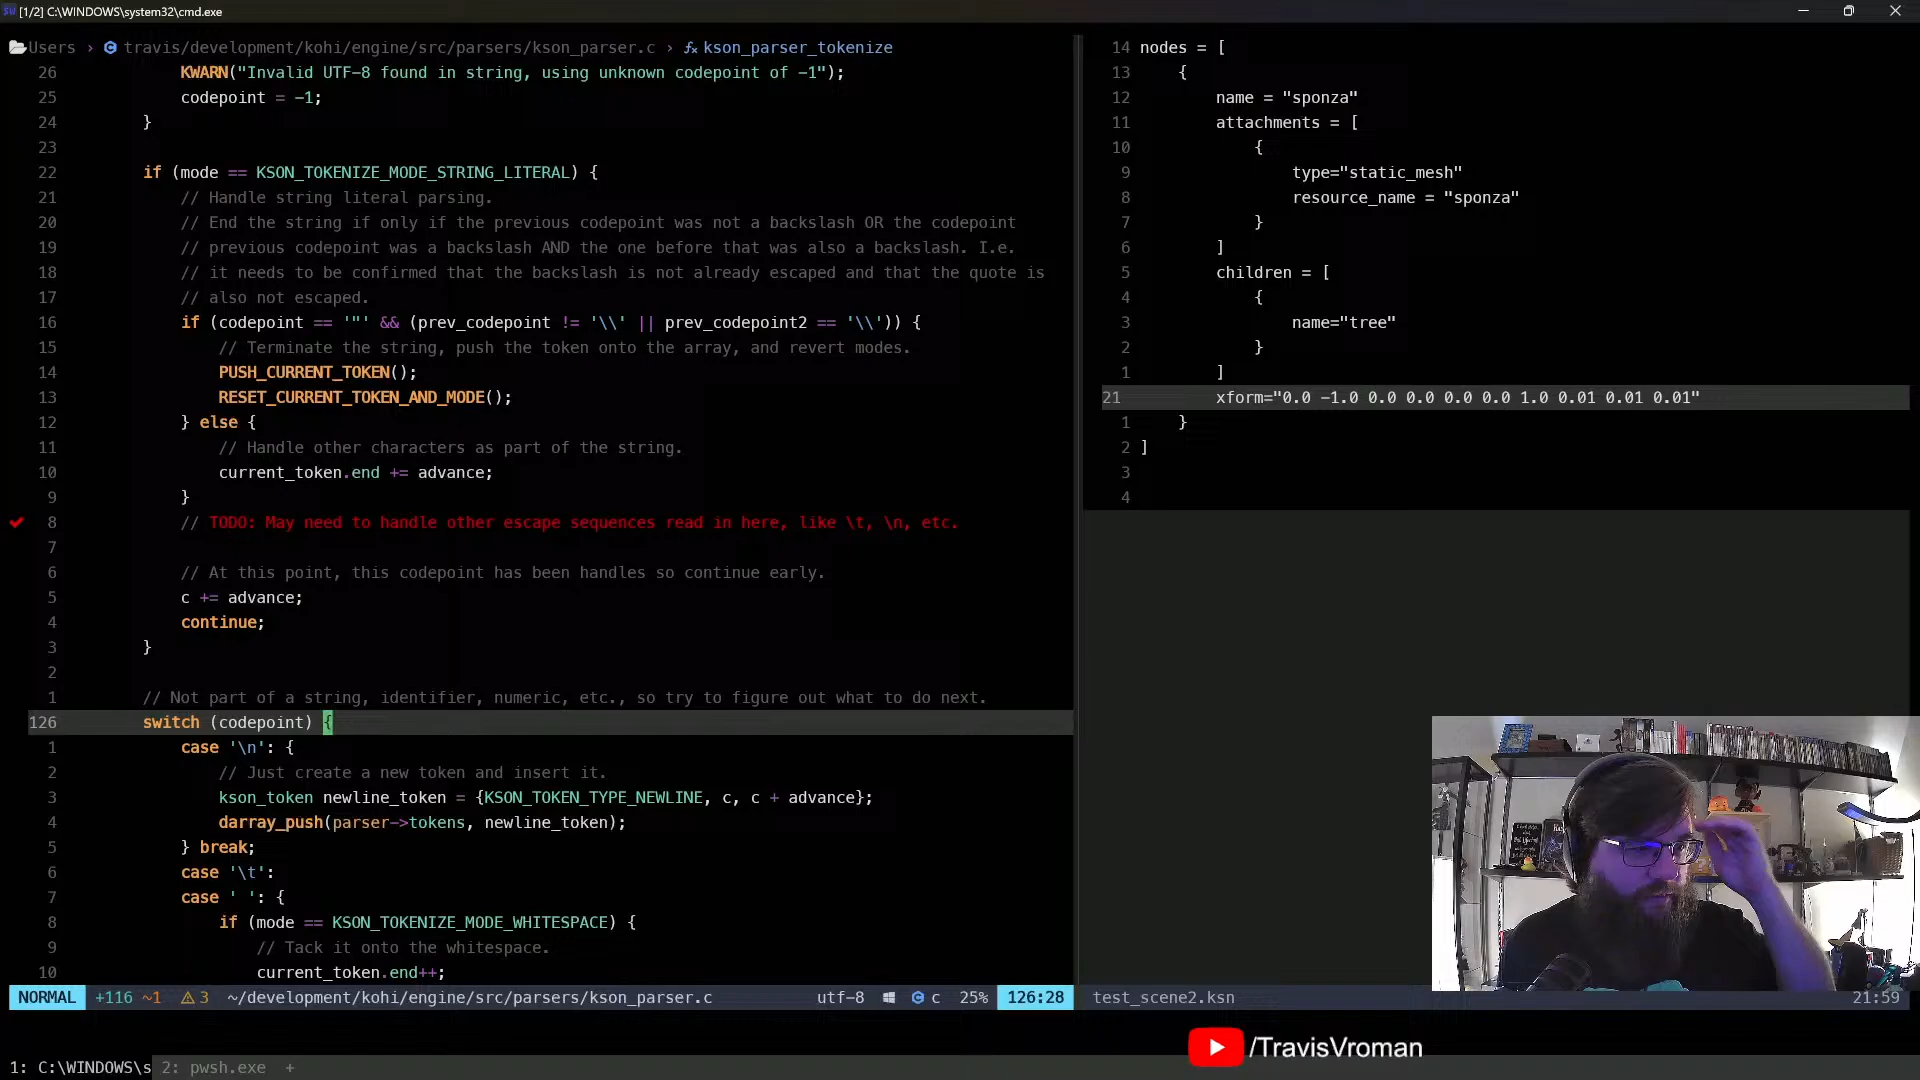 [1/2] C:\WINDOWS\system32\cmd.exe
Users › travis/development/kohi/engine/src/parsers/kson_parser.c › fx kson_parser_tokenize
26 KWARN("Invalid UTF-8 found in string, using unknown codepoint of -1");
25 codepoint = -1;
24 }
23
22 if (mode == KSON_TOKENIZE_MODE_STRING_LITERAL) {
21 // Handle string literal parsing.
20 // End the string if only if the previous codepoint was not a backslash OR the codepoint
19 // previous codepoint was a backslash AND the one before that was also a backslash. I.e.
18 // it needs to be confirmed that the backslash is not already escaped and that the quote is
17 // also not escaped.
16 if (codepoint == '"' && (prev_codepoint != '\\' || prev_codepoint2 == '\\')) {
15 // Terminate the string, push the token onto the array, and revert modes.
14 PUSH_CURRENT_TOKEN();
13 RESET_CURRENT_TOKEN_AND_MODE();
12 } else {
11 // Handle other characters as part of the string.
10 current_token.end += advance;
9 }
8 // TODO: May need to handle other escape sequences read in here, like \t, \n, etc.
7
6 // At this point, this codepoint has been handles so continue early.
5 c += advance;
4 continue;
3 }
2
1 // Not part of a string, identifier, numeric, etc., so try to figure out what to do next.
126 switch (codepoint) {
1 case '\n': {
2 // Just create a new token and insert it.
3 kson_token newline_token = {KSON_TOKEN_TYPE_NEWLINE, c, c + advance};
4 darray_push(parser->tokens, newline_token);
5 } break;
6 case '\t':
7 case ' ': {
8 if (mode == KSON_TOKENIZE_MODE_WHITESPACE) {
9 // Tack it onto the whitespace.
10 current_token.end++;
NORMAL +116 ~1 3 ~/development/kohi/engine/src/parsers/kson_parser.c utf-8 c 25% 126:28
14 nodes = [
13 {
12 name = "sponza"
11 attachments = [
10 {
9 type="static_mesh"
8 resource_name = "sponza"
7 }
6 ]
5 children = [
4 {
3 name="tree"
2 }
1 ]
21 xform="0.0 -1.0 0.0 0.0 0.0 0.0 1.0 0.01 0.01 0.01"
1 }
2 ]
3
4
test_scene2.ksn 21:59
/TravisVroman
1: C:\WINDOWS\s 2: pwsh.exe +